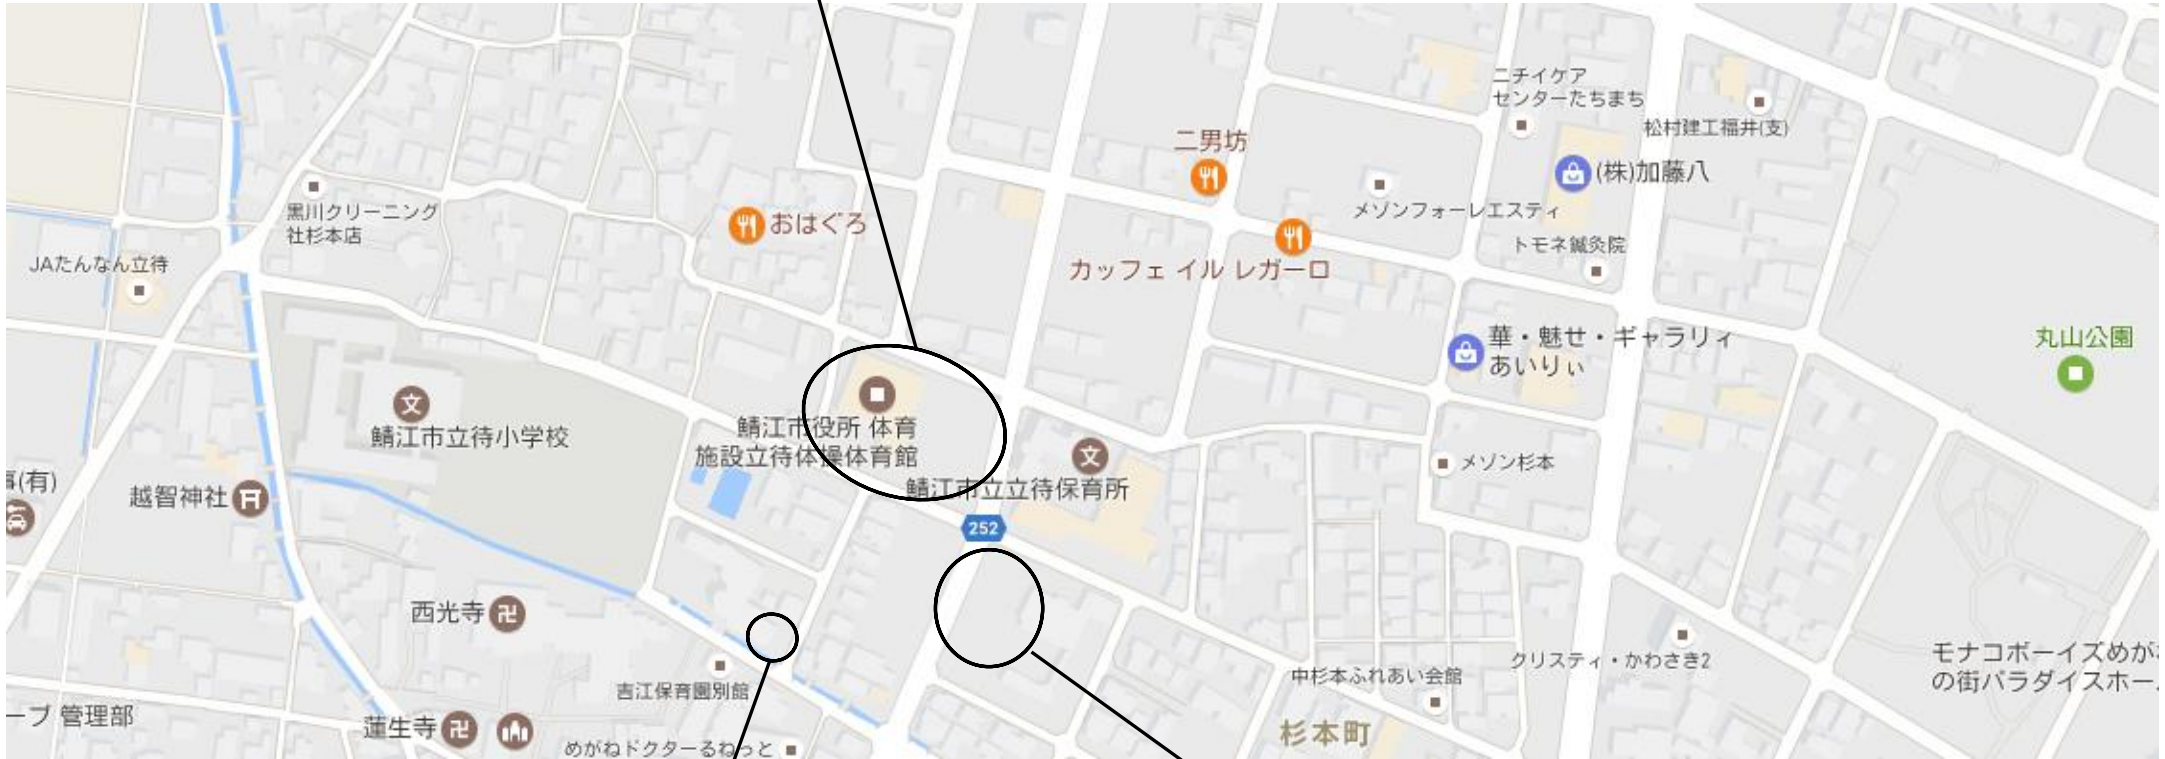 ニチイケア
センターたちまち
松村建工福井(支)
二男坊
(株)加藤八
黒川クリーニング
社杉本店
おはぐろ
メゾンフォーレエスティ
トモネ鍼灸院
JAたんなん立待
カッフェ イル レガーロ
華・魅せ・ギャラリィ
あいりぃ
丸山公園
文
鯖江市立待小学校
鯖江市役所 体育
施設立待体操体育館
文
鯖江市立立待保育所
メゾン杉本
(有)
越智神社
252
西光寺
吉江保育園別館
中杉本ふれあい会館
クリスティ・かわさき2
モナコボーイズめが
の街パラダイスホー
ーブ 管理部
蓮生寺
めがねドクターるねっと
杉本町